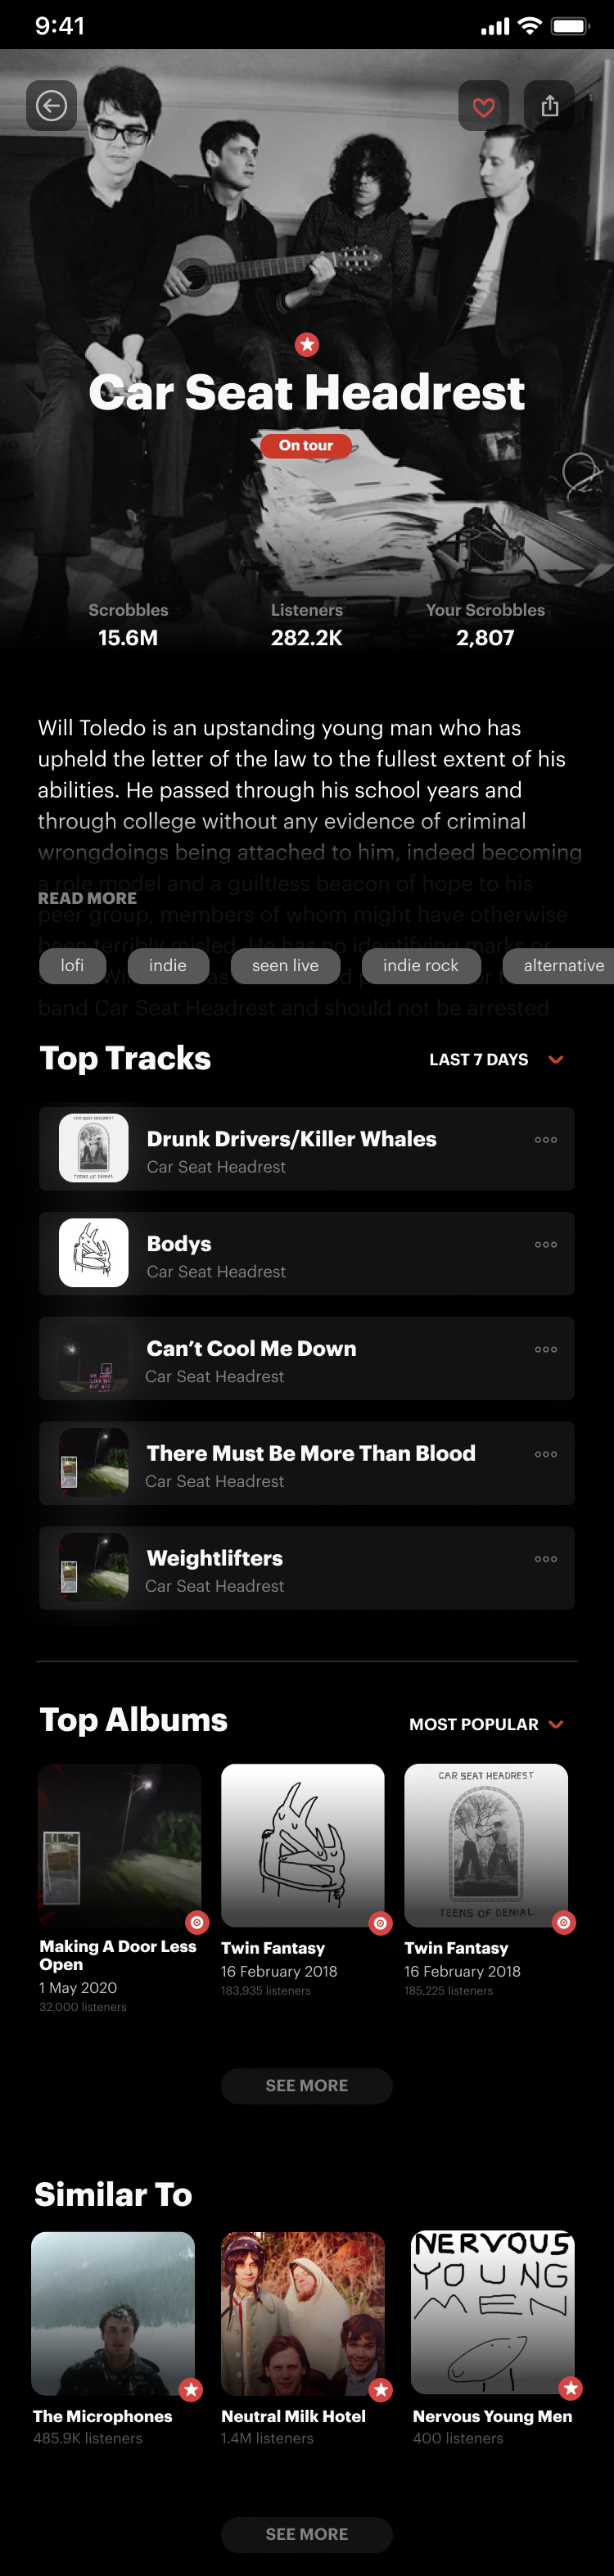 9:41
Car Seat Headrest
On tour
Scrobbles Listeners Your Scrobbles
15.6M 282.2K 2,807
Will Toledo is an upstanding young man who has
upheld the letter of the law to the fullest extent of his
abilities. He passed through his school years and
through college without any evidence of criminal
wrongdoings being attached to him, indeed becoming
a role model and a guiltless beacon of hope to his
READ MORE
peer group, members of whom might have otherwise
been terribly misled. He has no identifying marks or
lofi indie seen live indie rock alternative
band Car Seat Headrest and should not be arrested
Top Tracks LAST 7 DAYS
CAR SEAT HEADREST
TEENS OF DENIAL
Drunk Drivers/Killer Whales
Car Seat Headrest
Bodys
Car Seat Headrest
Can’t Cool Me Down
Car Seat Headrest
There Must Be More Than Blood
Car Seat Headrest
Weightlifters
Car Seat Headrest
Top Albums MOST POPULAR
CAR SEAT HEADREST
TEENS OF DENIAL
Making A Door Less
Open
1 May 2020
32,000 listeners
Twin Fantasy
16 February 2018
183,935 listeners
Twin Fantasy
16 February 2018
185,225 listeners
SEE MORE
Similar To
NERVOUS
YOUNG
MEN
The Microphones
485.9K listeners
Neutral Milk Hotel
1.4M listeners
Nervous Young Men
400 listeners
SEE MORE